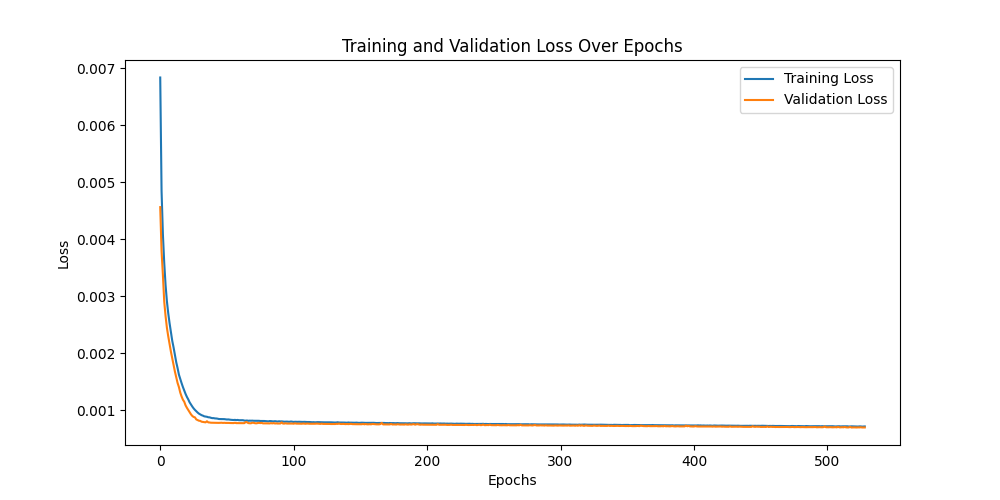 Training and Validation Loss Over Epochs
Training Loss
Validation Loss
0.007
0.006
0.005
0.004
0.003
0.002
0.001
Loss
0 100 200 300 400 500
Epochs